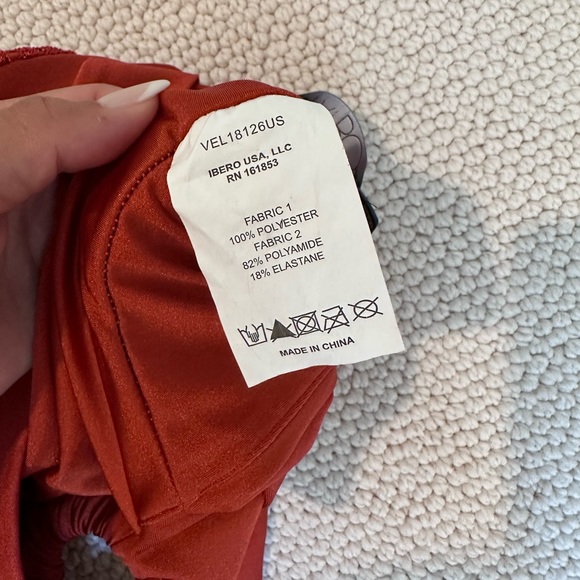 VEL18126US
IBERO USA, LLC
RN 161853
FABRIC 1
100% POLYESTER
FABRIC 2
82% POLYAMIDE
18% ELASTANE
MADE IN CHINA